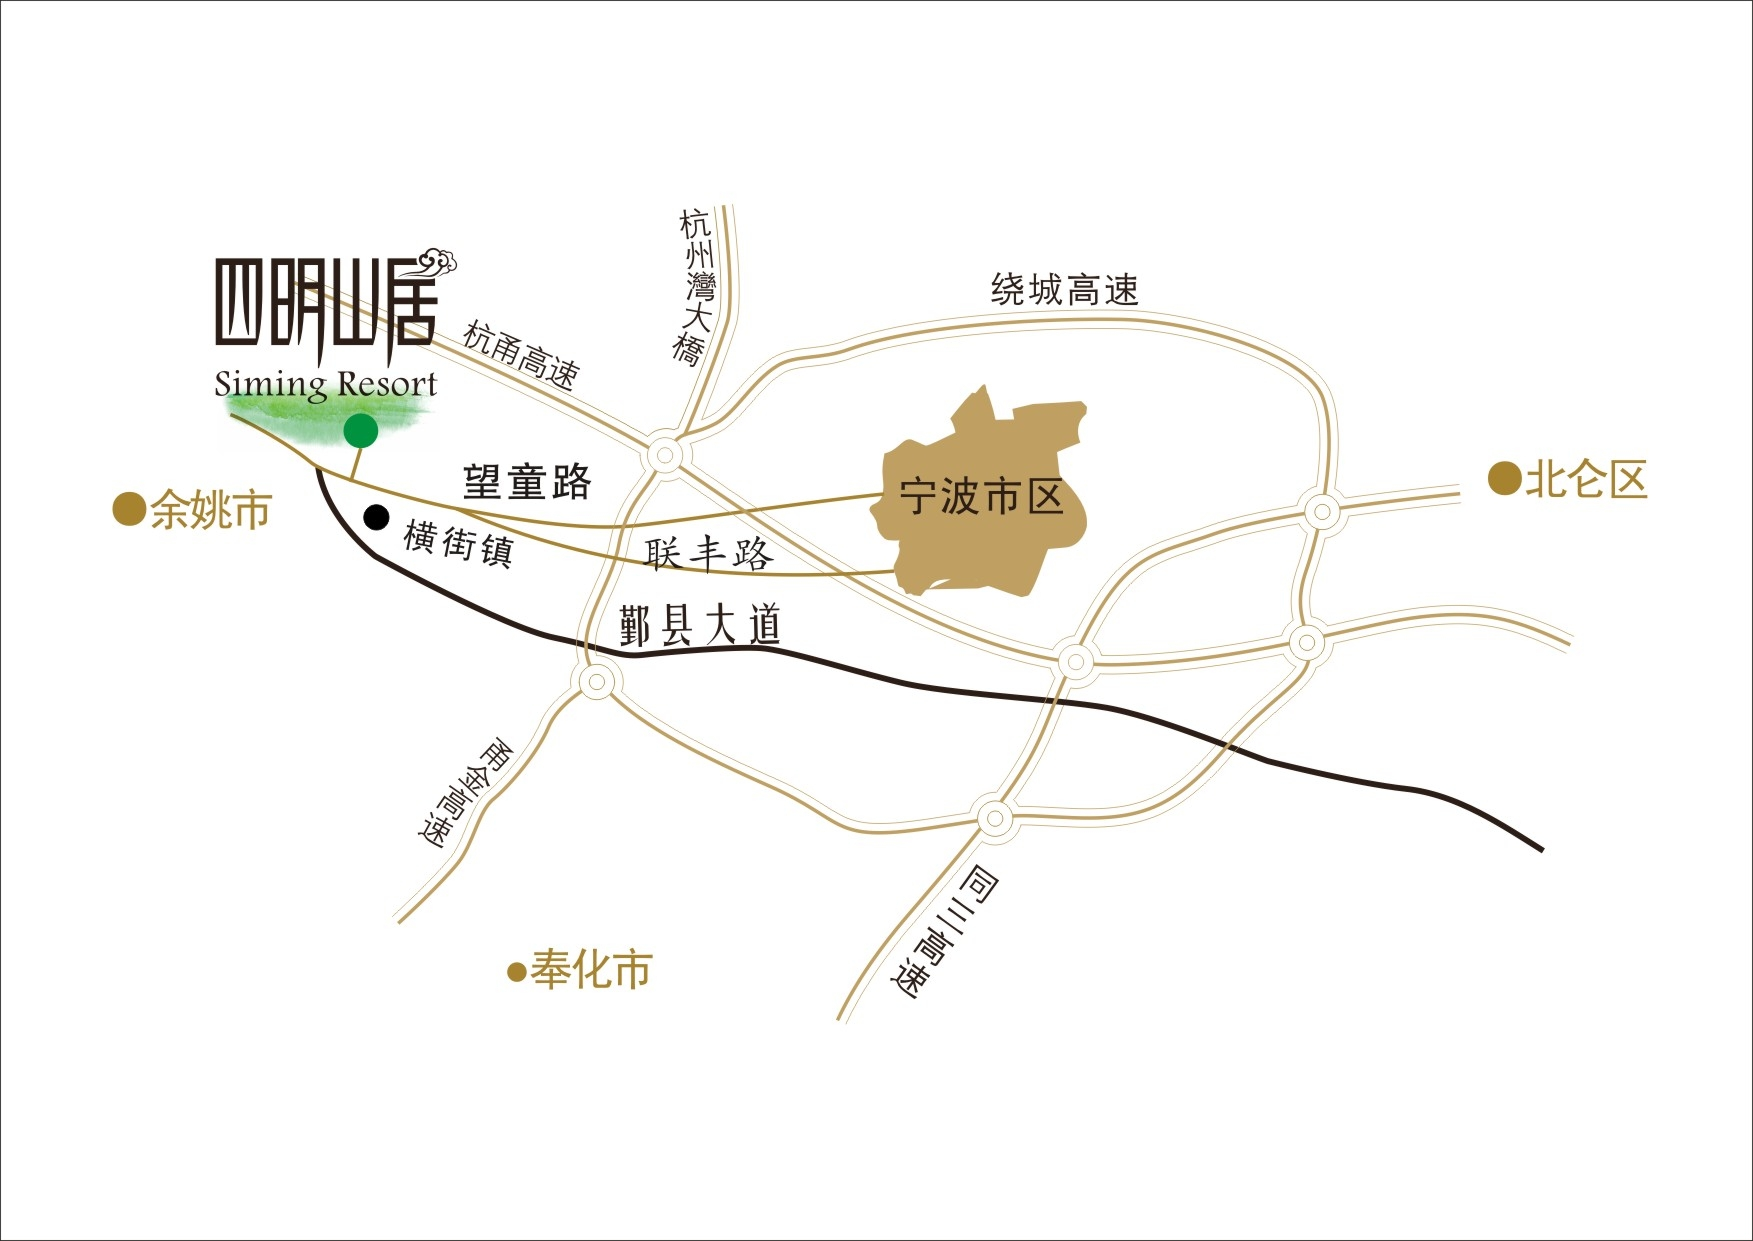 杭州灣大橋
四明山居
Siming Resort
杭甬高速
绕城高速
望童路
宁波市区
北仑区
余姚市
横街镇
联丰路
鄞县大道
甬金高速
同三高速
奉化市